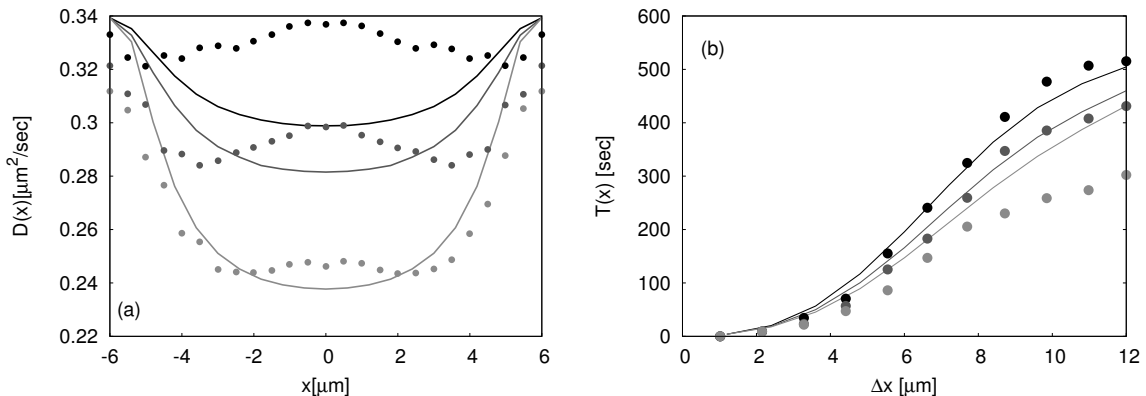 0.34
0.32
0.3
0.28
0.26
0.24
0.22
D(x)[μm²/sec]
(a)
-6 -4 -2 0 2 4 6
x[μm]
600
500
400
300
200
100
0
T(x) [sec]
(b)
0 2 4 6 8 10 12
Δx [μm]